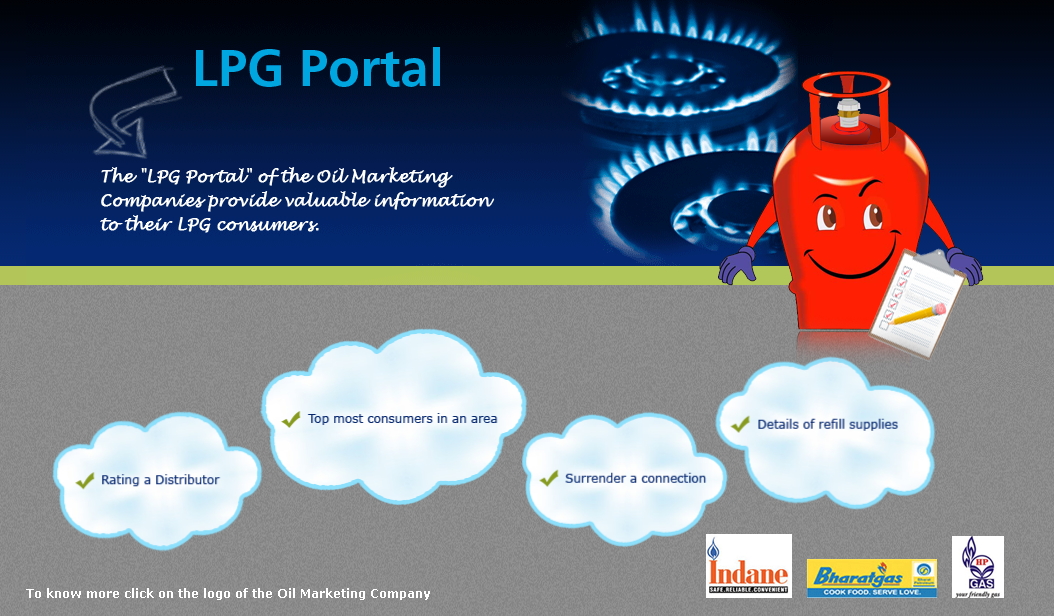 LPG Portal
The "LPG Portal" of the Oil Marketing
Companies provide valuable information
to their LPG consumers.
Top most consumers in an area
Details of refill supplies
Rating a Distributor
Surrender a connection
Indane
SAFE.RELIABLE.CONVENIENT
Bharatgas
COOK FOOD. SERVE LOVE.
HP
GAS
your friendly gas
To know more click on the logo of the Oil Marketing Company